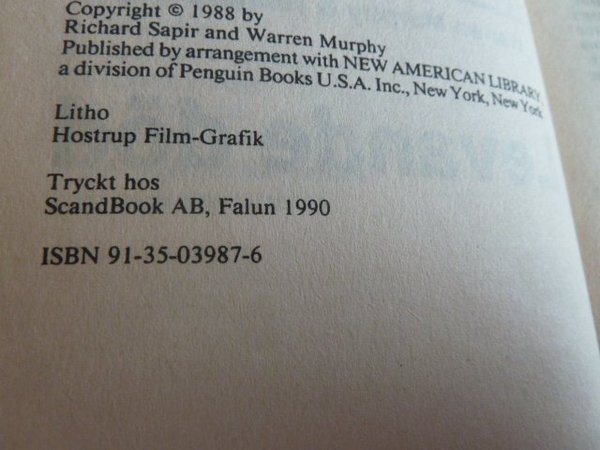 Copyright © 1988 by
Richard Sapir and Warren Murphy
Published by arrangement with NEW AMERICAN LIBRARY,
a division of Penguin Books U.S.A. Inc., New York, New York
Litho
Hostrup Film-Grafik
Tryckt hos
ScandBook AB, Falun 1990
ISBN 91-35-03987-6